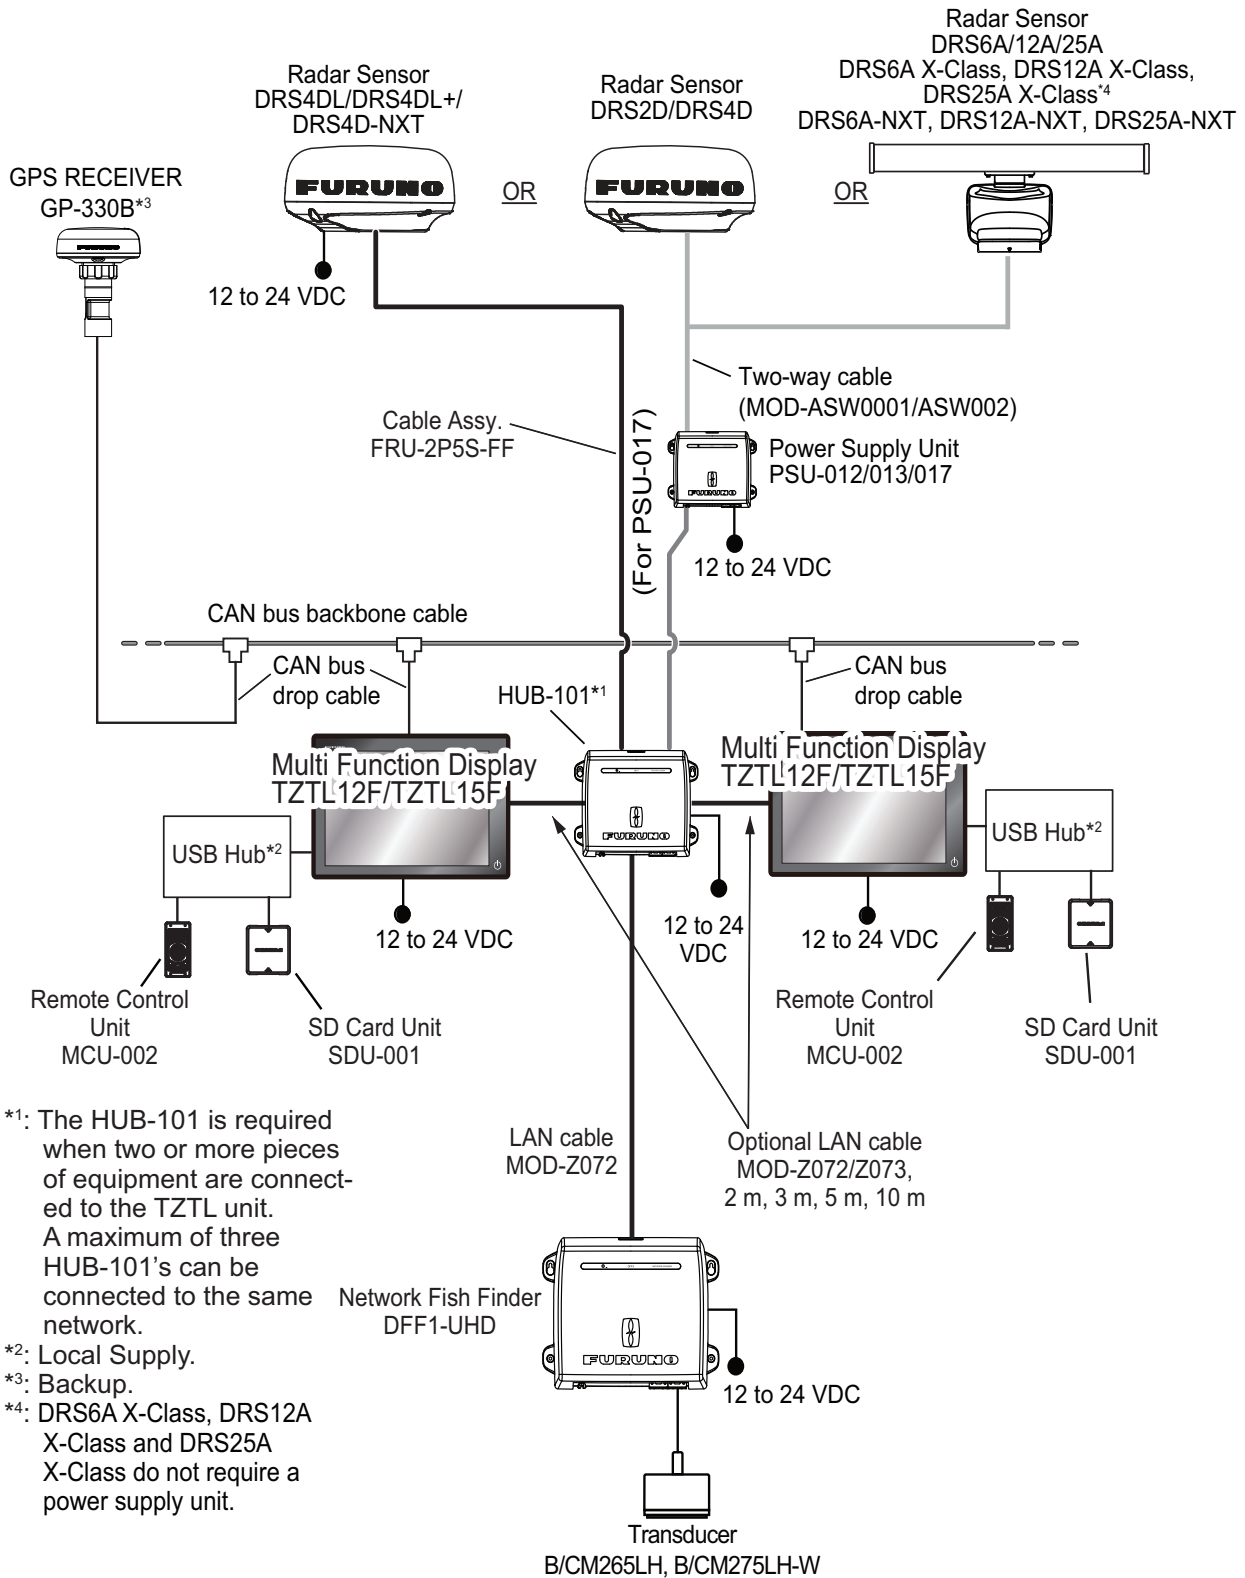 Radar Sensor
DRS6A/12A/25A
DRS6A X-Class, DRS12A X-Class,
DRS25A X-Class*4
DRS6A-NXT, DRS12A-NXT, DRS25A-NXT
Radar Sensor
DRS4DL/DRS4DL+/
DRS4D-NXT
Radar Sensor
DRS2D/DRS4D
GPS RECEIVER
GP-330B*3
FURUNO
OR
FURUNO
OR
FURUNO
12 to 24 VDC
Two-way cable
(MOD-ASW0001/ASW002)
Cable Assy.
FRU-2P5S-FF
(For PSU-017)
Power Supply Unit
PSU-012/013/017
FURUNO
12 to 24 VDC
CAN bus backbone cable
CAN bus
drop cable
HUB-101*1
CAN bus
drop cable
Multi Function Display
TZTL12F/TZTL15F
Multi Function Display
TZTL12F/TZTL15F
FURUNO
USB Hub*2
USB Hub*2
12 to 24 VDC
12 to 24
VDC
12 to 24 VDC
Remote Control
Unit
MCU-002
SD Card Unit
SDU-001
Remote Control
Unit
MCU-002
SD Card Unit
SDU-001
*1: The HUB-101 is required
when two or more pieces
of equipment are connect-
ed to the TZTL unit.
A maximum of three
HUB-101's can be
connected to the same
network.
*2: Local Supply.
*3: Backup.
*4: DRS6A X-Class, DRS12A
X-Class and DRS25A
X-Class do not require a
power supply unit.
LAN cable
MOD-Z072
Optional LAN cable
MOD-Z072/Z073,
2 m, 3 m, 5 m, 10 m
Network Fish Finder
DFF1-UHD
FURUNO
12 to 24 VDC
Transducer
B/CM265LH, B/CM275LH-W